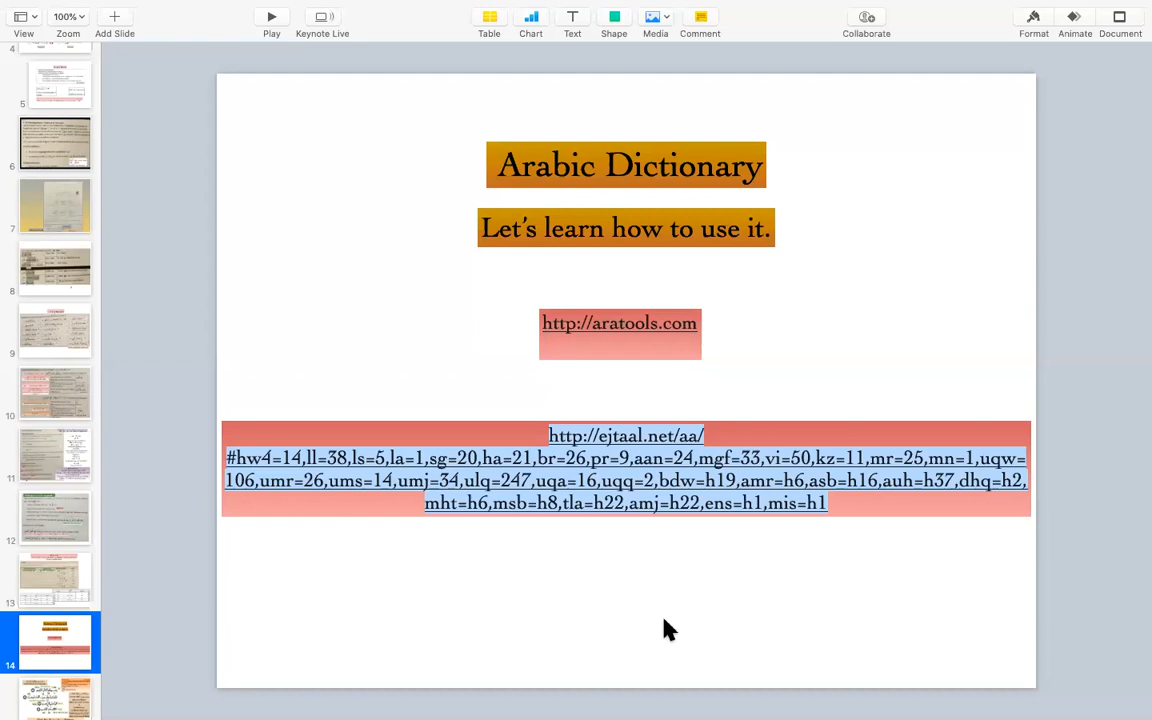 View
100%
Zoom
Add Slide
Play
Keynote Live
Table
Chart
Text
Shape
Media
Comment
Collaborate
Format
Animate
Document
4
5
6
7
8
9
10
11
12
13
14
Arabic Dictionary
Let's learn how to use it.
http://aratools.com
http://ejtaal.net/aa/
#hw4=14,ll=38,ls=5,la=1,sg=20,ha=21,br=26,pr=9,aan=24,mgf=33,vi=50,kz=11,mr=25,mn=1,uqw=
106,umr=26,ums=14,umj=34,ulq=247,uqa=16,uqq=2,bdw=h19,amr=h6,asb=h16,auh=h37,dhq=h2,
mht=h6,msb=h8,tla=h22,amj=h22,ens=h1,mis=h1